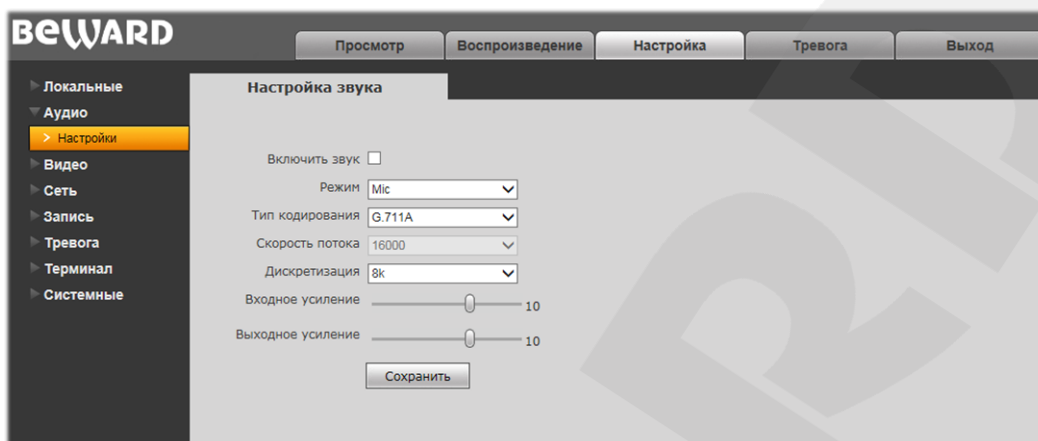 BEWARD
Просмотр Воспроизведение Настройка Тревога Выход
Локальные
Аудио
> Настройки
Видео
Сеть
Запись
Тревога
Терминал
Системные
Настройка звука
Включить звук
Режим Mic
Тип кодирования G.711A
Скорость потока 16000
Дискретизация 8k
Входное усиление 10
Выходное усиление 10
Сохранить